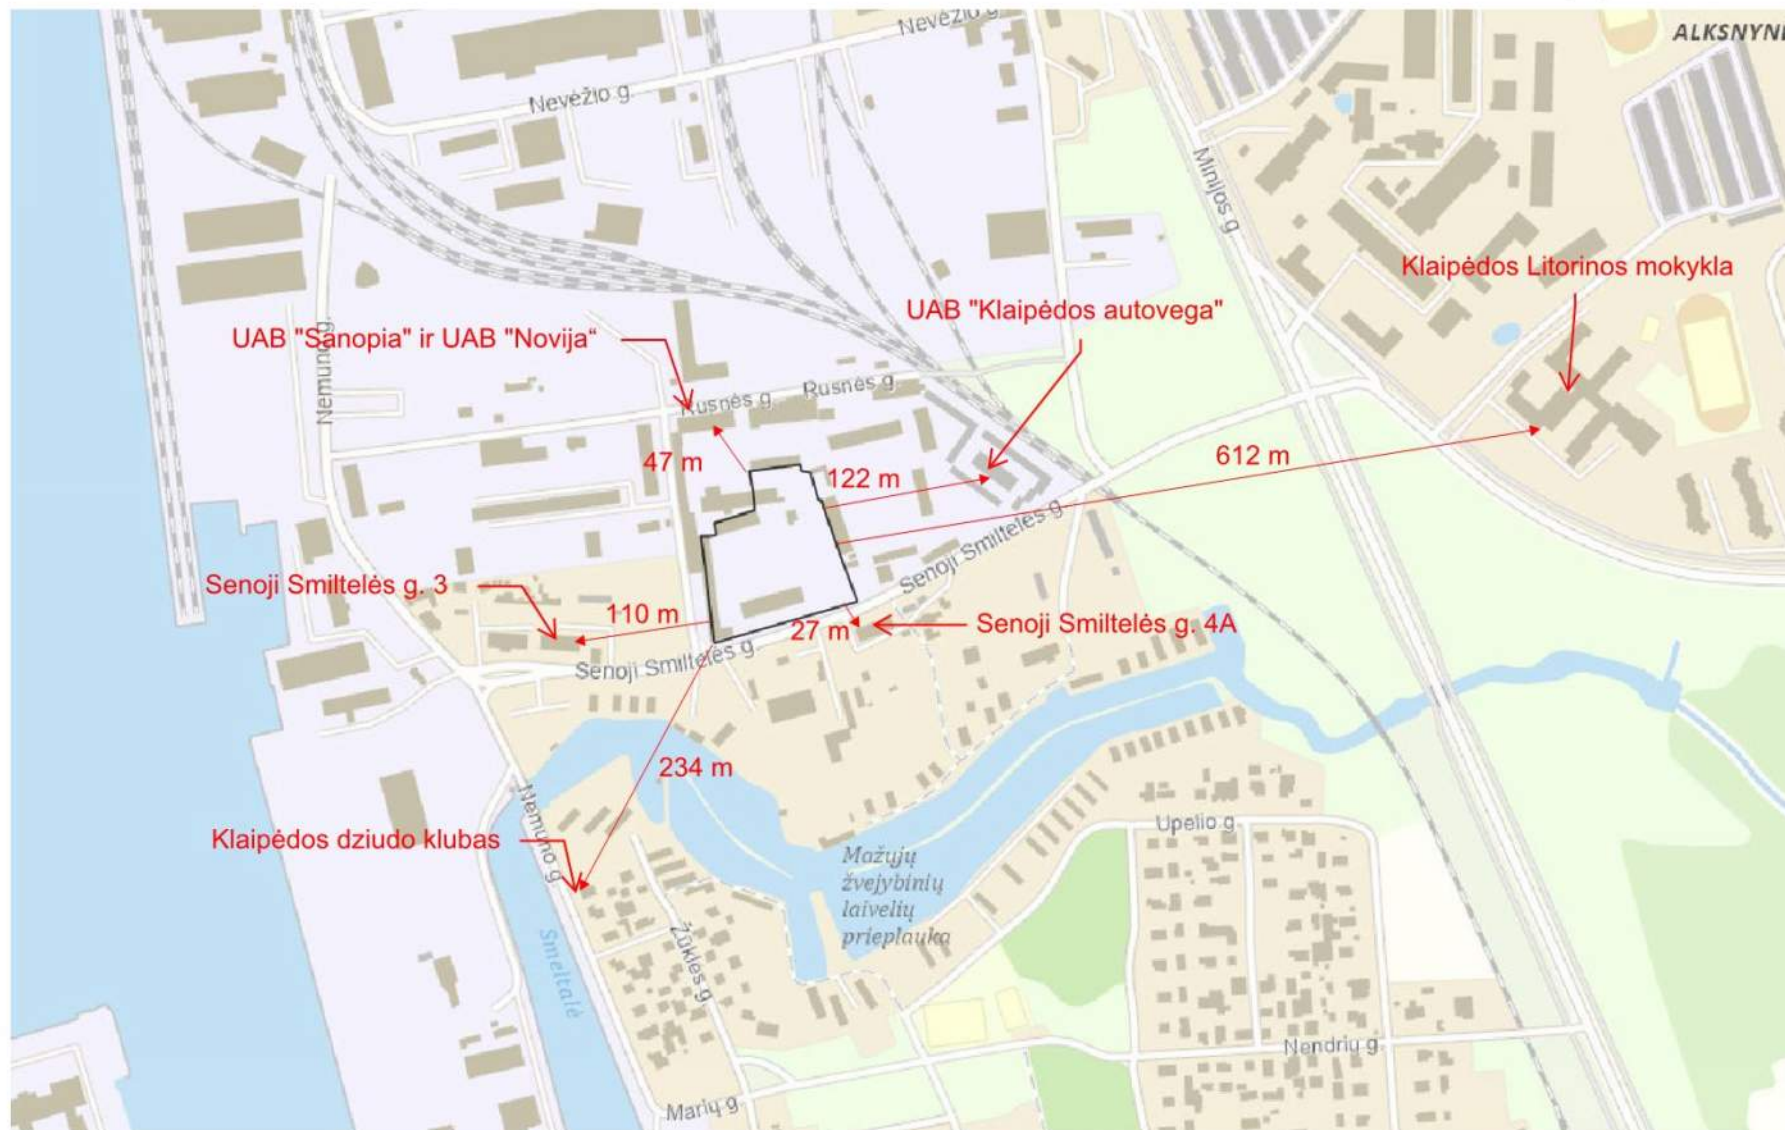 Nevėžio g.
ALKSNYNĖ
Nevėžio g.
Minijos g.
Klaipėdos Litorinos mokykla
UAB "Klaipėdos autovega"
UAB "Sanopia" ir UAB "Novija“
Nemuno g.
Rusnės g.
Rusnės g.
47 m
122 m
612 m
Senoji Smiltelės g.
Senoji Smiltelės g. 3
110 m
27 m
Senoji Smiltelės g. 4A
Senoji Smiltelės g.
234 m
Nemuno g.
Klaipėdos dziudo klubas
Upelio g.
Mažųjų
žvejybinių
laivelių
prieplauka
Smeltalė
Žūklės g.
Nendrių g.
Marių g.